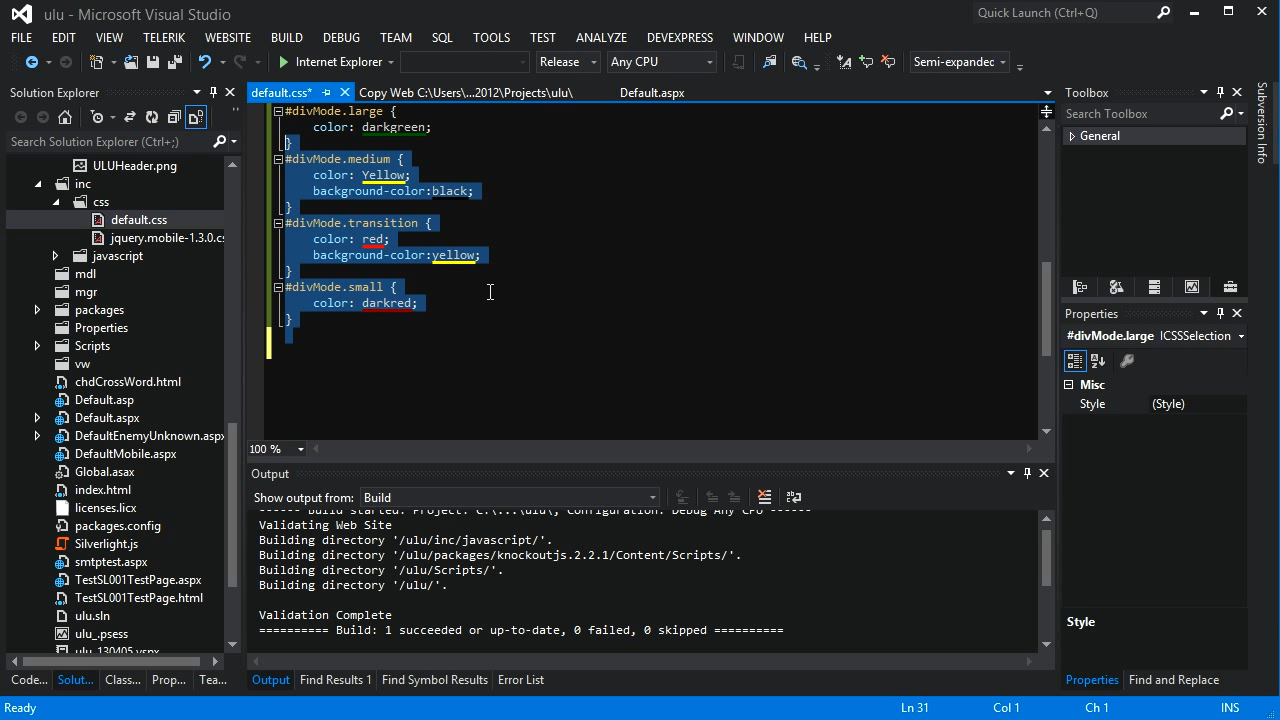 ulu - Microsoft Visual Studio
Quick Launch (Ctrl+Q)
FILE EDIT VIEW TELERIK WEBSITE BUILD DEBUG TEAM SQL TOOLS TEST ANALYZE DEVEXPRESS WINDOW HELP
Internet Explorer Release Any CPU Semi-expanded
Solution Explorer
Search Solution Explorer (Ctrl+;)
ULUHeader.png
inc
css
default.css
jquery.mobile-1.3.0.cs
javascript
mdl
mgr
packages
Properties
Scripts
vw
chdCrossWord.html
Default.asp
Default.aspx
DefaultEnemyUnknown.aspx
DefaultMobile.aspx
Global.asax
index.html
licenses.licx
packages.config
Silverlight.js
smtptest.aspx
TestSL001TestPage.aspx
TestSL001TestPage.html
ulu.sln
ulu_.psess
ulu_130405.vspx
Code... Solut... Class... Prop... Tea...
default.css* Copy Web C:\Users\...2012\Projects\ulu\ Default.aspx
#divMode.large {
color: darkgreen;
}
#divMode.medium {
color: Yellow;
background-color:black;
}
#divMode.transition {
color: red;
background-color:yellow;
}
#divMode.small {
color: darkred;
}
100 %
Output
Show output from: Build
------ Build started: Project: C:\...\ulu\, Configuration: Debug Any CPU ------
Validating Web Site
Building directory '/ulu/inc/javascript/'.
Building directory '/ulu/packages/knockoutjs.2.2.1/Content/Scripts/'.
Building directory '/ulu/Scripts/'.
Building directory '/ulu/'.
Validation Complete
========== Build: 1 succeeded or up-to-date, 0 failed, 0 skipped ==========
Output Find Results 1 Find Symbol Results Error List
Toolbox
Search Toolbox
General
Properties
#divMode.large ICSSSelection
Misc
Style (Style)
Style
Properties Find and Replace
Subversion Info
Ready Ln 31 Col 1 Ch 1 INS